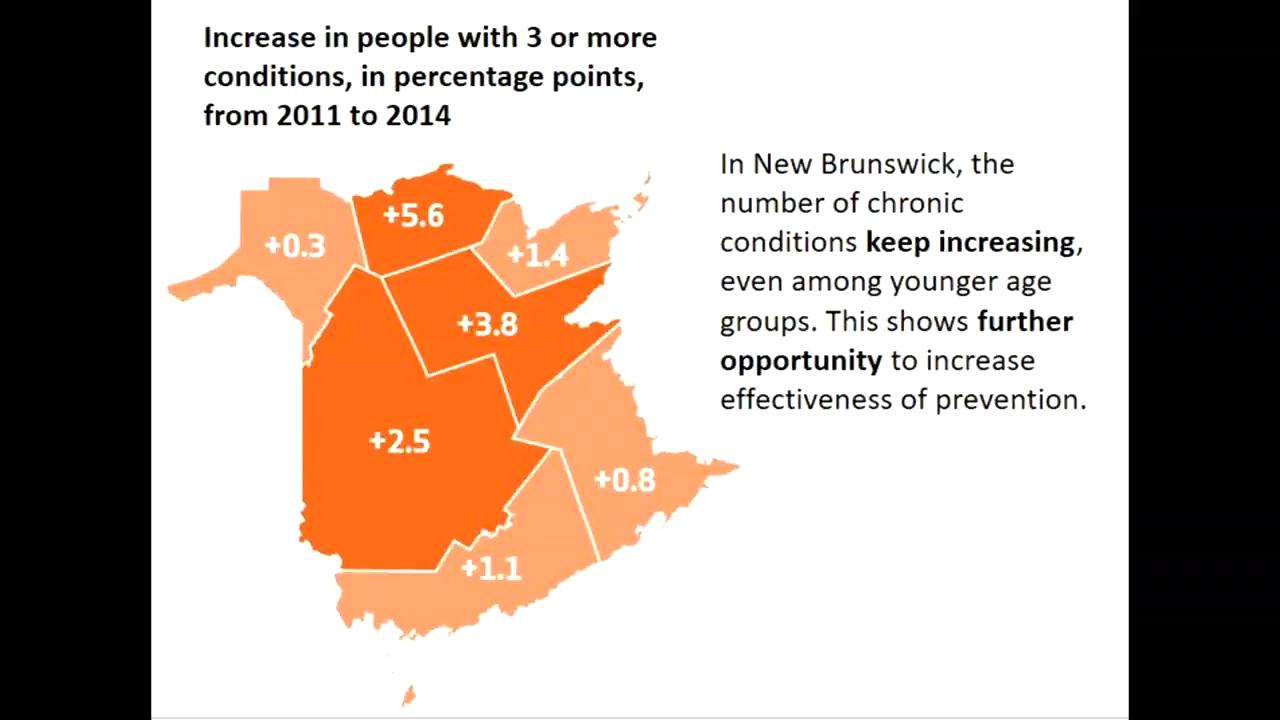 Increase in people with 3 or more
conditions, in percentage points,
from 2011 to 2014
In New Brunswick, the
number of chronic
conditions keep increasing,
even among younger age
groups. This shows further
opportunity to increase
effectiveness of prevention.
+5.6
+0.3
+1.4
+3.8
+2.5
+0.8
+1.1